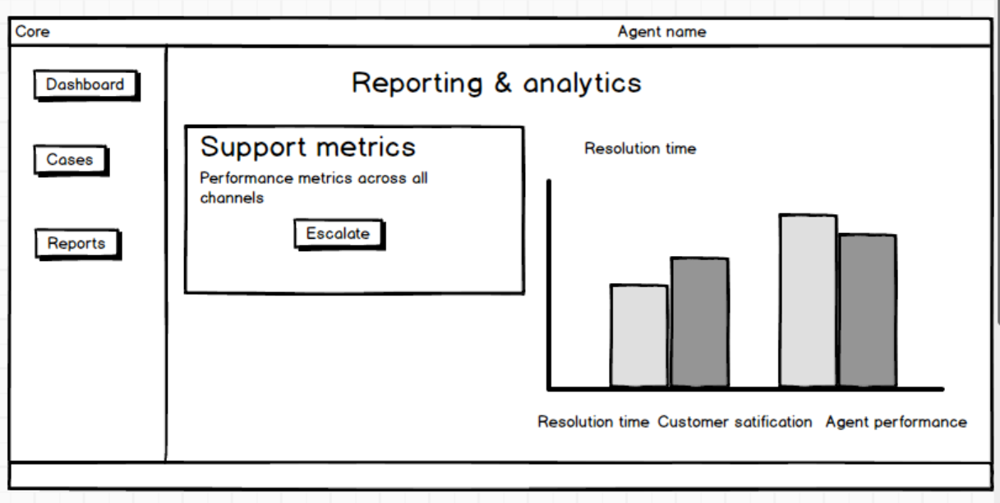 Core
Agent name
Dashboard
Cases
Reports
Reporting & analytics
Support metrics
Performance metrics across all
channels
Escalate
Resolution time
Resolution time
Customer satification
Agent performance